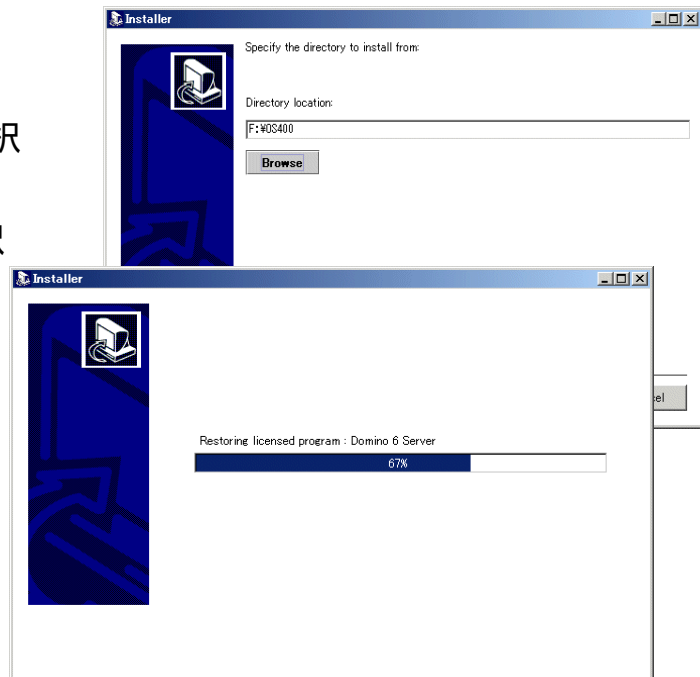 Installer
Specify the directory to install from:
Directory location:
F:¥OS400
Browse
択
Installer
Restoring licensed program : Domino 6 Server
67%